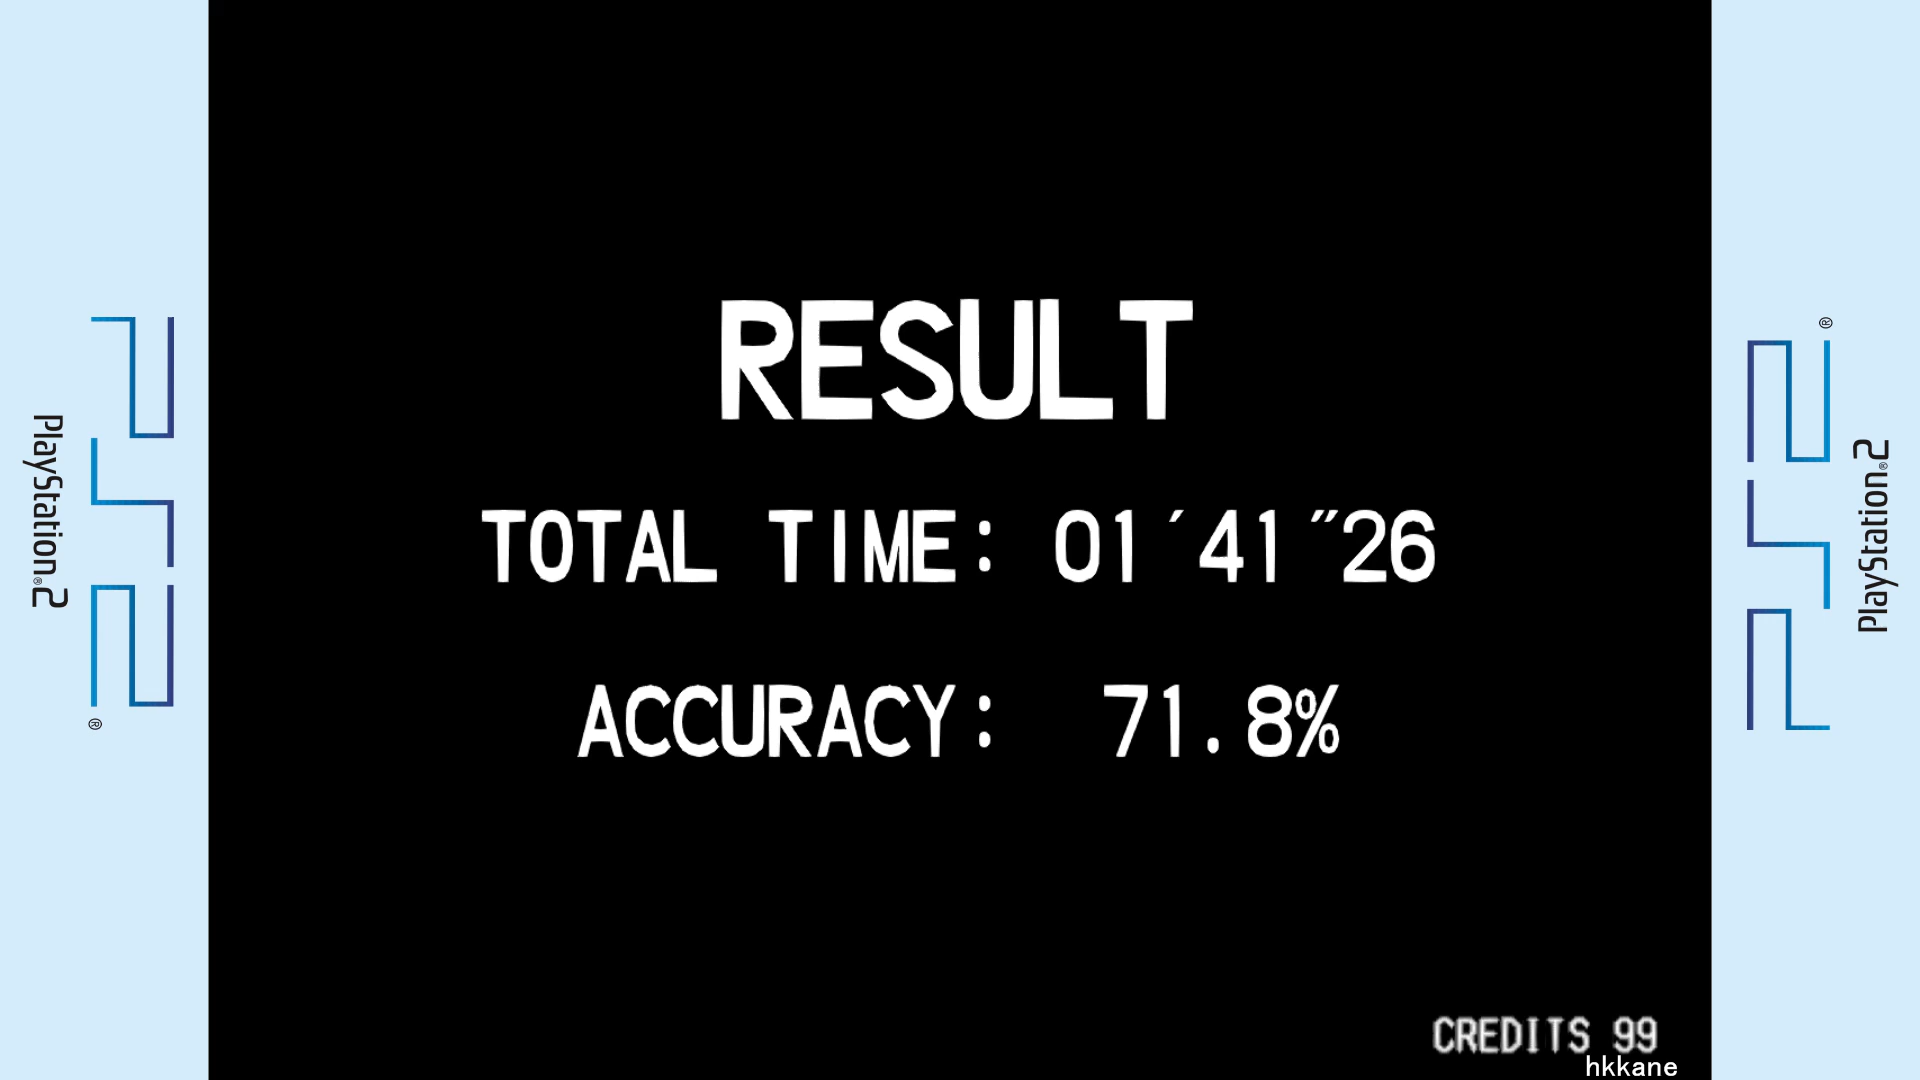 RESULT
TOTAL TIME: 01´41˝26
ACCURACY: 71.8%
CREDITS 99
hkkane
PlayStation®2
®
PlayStation®2
®